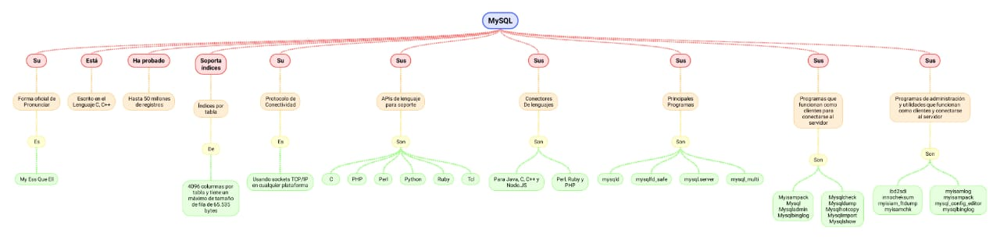 MySQL
Su
Está
Ha probado
Soporta
índices
Su
Sus
Sus
Sus
Sus
Sus
Forma oficial de
Pronunciar
Escrito en el
Lenguaje C, C++
Hasta 50 millones
de registros
Índices por
tabla
Protocolo de
Conectividad
APIs de lenguaje
para soporte
Conectores
De lenguajes
Principales
Programas
Programas que
funcionan como
clientes para
conectarse al
servidor
Programas de administración
y utilidades que funcionan
como clientes y conectarse
al servidor
Es
De
Es
Son
Son
Son
Son
Son
My Ess Que Ell
4096 columnas por
tabla y tiene un
máximo de tamaño
de fila de 65.535
bytes
Usando sockets TCP/IP
en cualquier plataforma
C
PHP
Perl
Python
Ruby
Tcl
Para Java, C, C++ y
Node.JS
Perl, Ruby y
PHP
mysqld
mysqlfd_safe
mysql.server
mysql_multi
Myisampack
Mysql
Mysqladmin
Mysqlbinglog
Mysqlcheck
Mysqldump
Mysqlhotcopy
Mysqlimport
Mysqlshow
ibd2sdi
innochecksum
myisiam_ftdump
myisamchk
myisamlog
myisampack
mysql_config_editor
mysqlbinglog